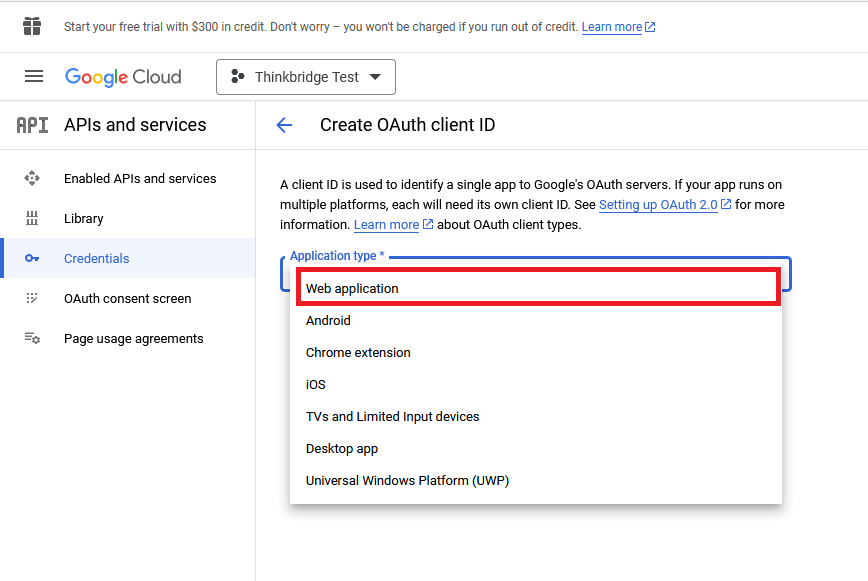 Start your free trial with $300 in credit. Don't worry – you won't be charged if you run out of credit. Learn more
Google Cloud
Thinkbridge Test
API
APIs and services
Create OAuth client ID
Enabled APIs and services
Library
Credentials
OAuth consent screen
Page usage agreements
A client ID is used to identify a single app to Google's OAuth servers. If your app runs on
multiple platforms, each will need its own client ID. See Setting up OAuth 2.0 for more
information. Learn more about OAuth client types.
Application type *
Web application
Android
Chrome extension
iOS
TVs and Limited Input devices
Desktop app
Universal Windows Platform (UWP)